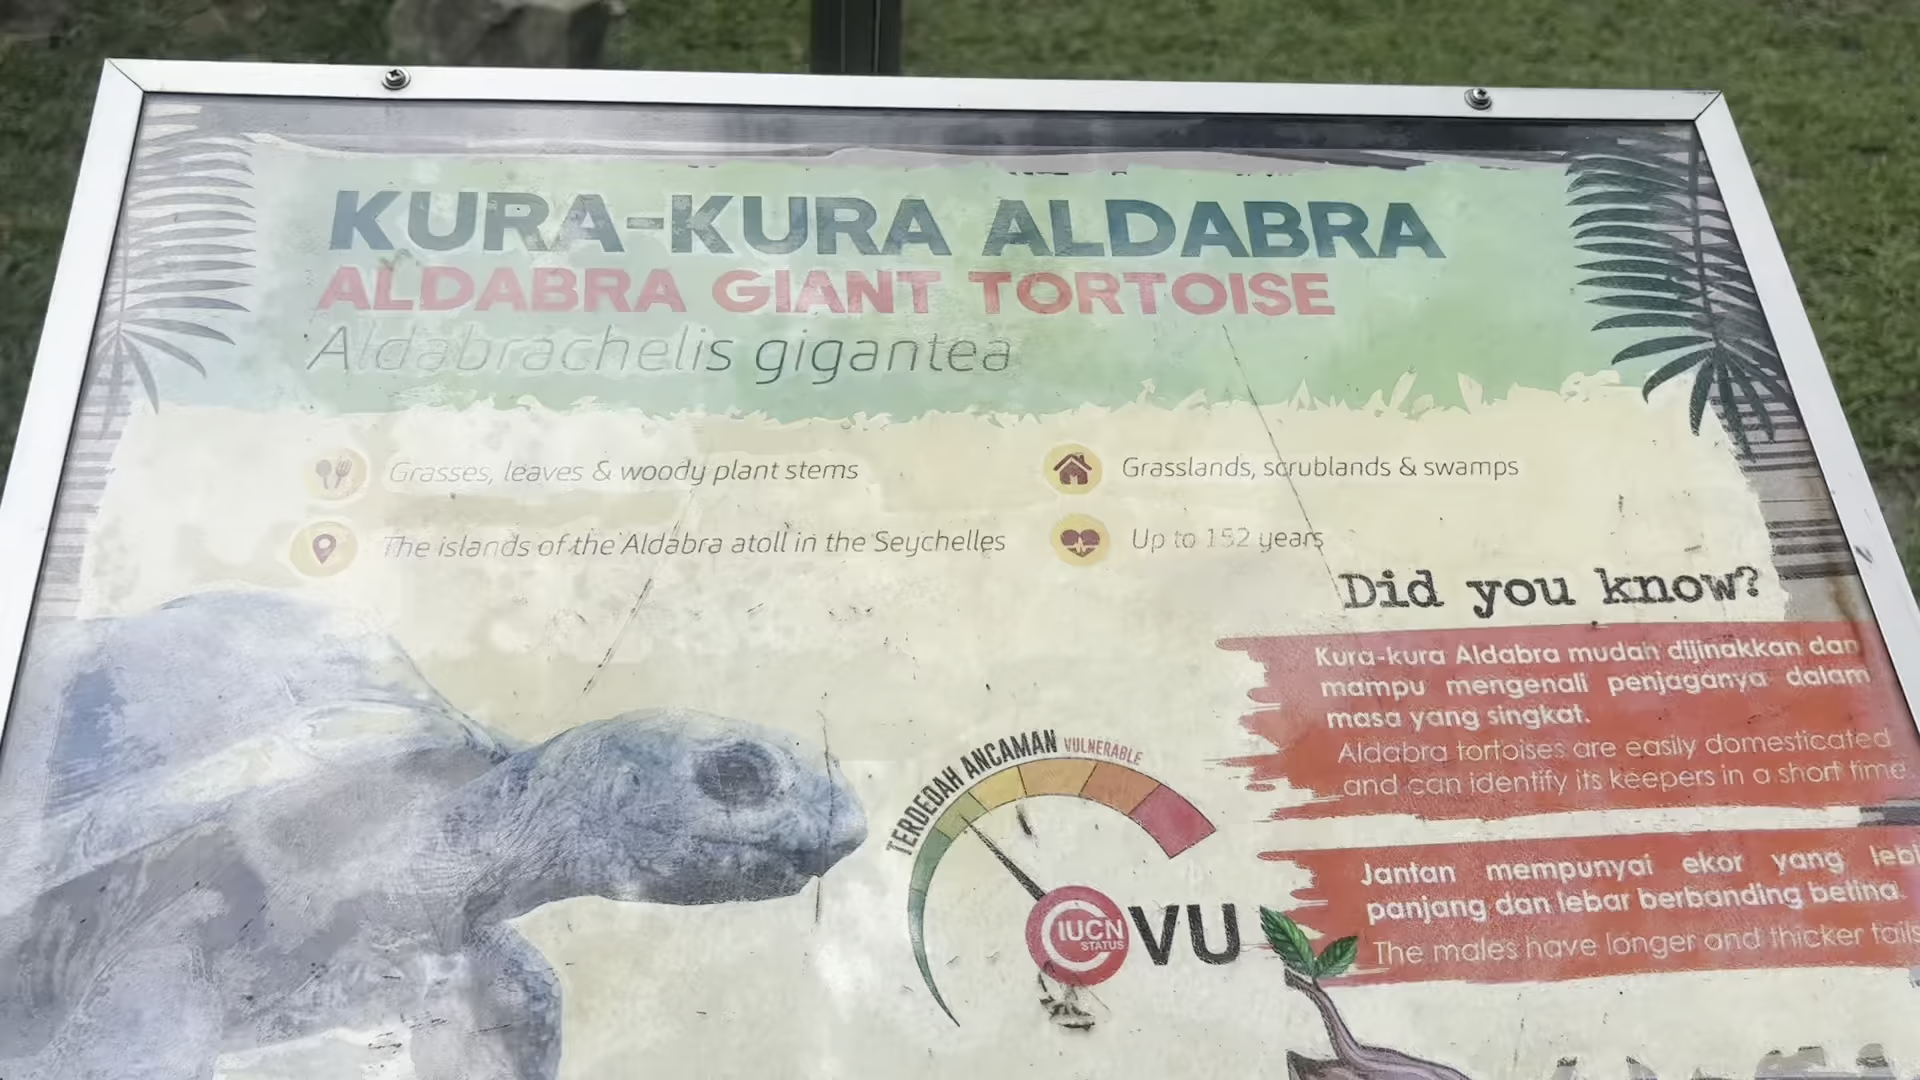 KURA-KURA ALDABRA
ALDABRA GIANT TORTOISE
Aldabrachelis gigantea
Grasses, leaves & woody plant stems
Grasslands, scrublands & swamps
The islands of the Aldabra atoll in the Seychelles
Up to 152 years
Did you know?
Kura-kura Aldabra mudah dijinakkan dan
mampu mengenali penjaganya dalam
masa yang singkat.
Aldabra tortoises are easily domesticated
and can identify its keepers in a short time.
TERDEDAH ANCAMAN VULNERABLE
IUCN
STATUS
VU
Jantan mempunyai ekor yang lebi
panjang dan lebar berbanding betina.
The males have longer and thicker tails